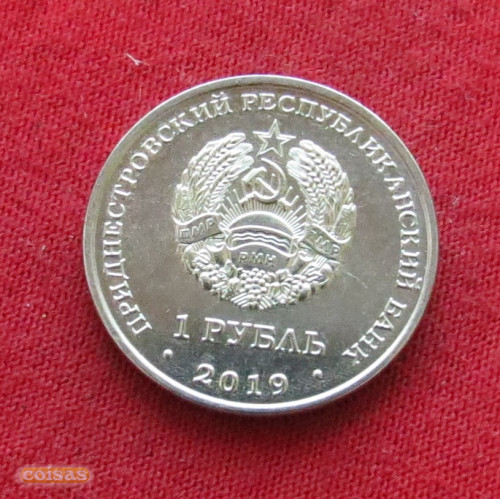 ПРИДНЕСТРОВСКИЙ РЕСПУБЛИКАНСКИЙ БАНК
ПМР
РМН
1 РУБЛЬ
• 2019 •
coisas